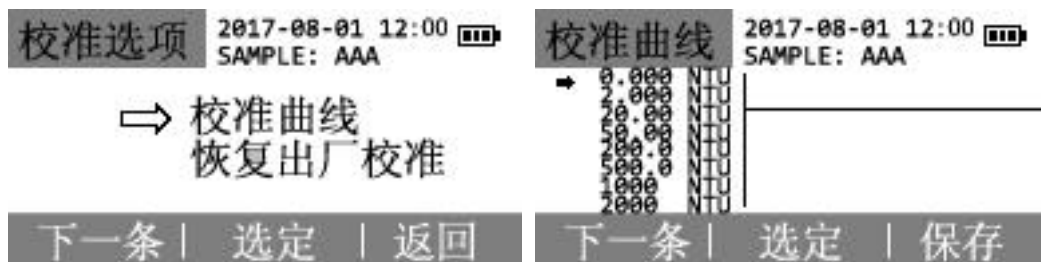 校准选项
2017-08-01 12:00
SAMPLE: AAA
校准曲线
恢复出厂校准
下一条 | 选定 | 返回
校准曲线
2017-08-01 12:00
SAMPLE: AAA
0.000 NTU
2.000 NTU
20.00 NTU
50.00 NTU
200.0 NTU
500.0 NTU
1000 NTU
2000 NTU
下一条 | 选定 | 保存